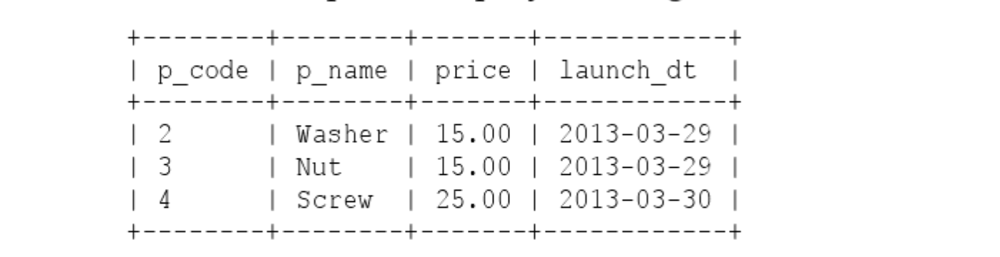 +--------+--------+-------+------------+
| p_code | p_name | price | launch_dt  |
+--------+--------+-------+------------+
| 2      | Washer | 15.00 | 2013-03-29 |
| 3      | Nut    | 15.00 | 2013-03-29 |
| 4      | Screw  | 25.00 | 2013-03-30 |
+--------+--------+-------+------------+